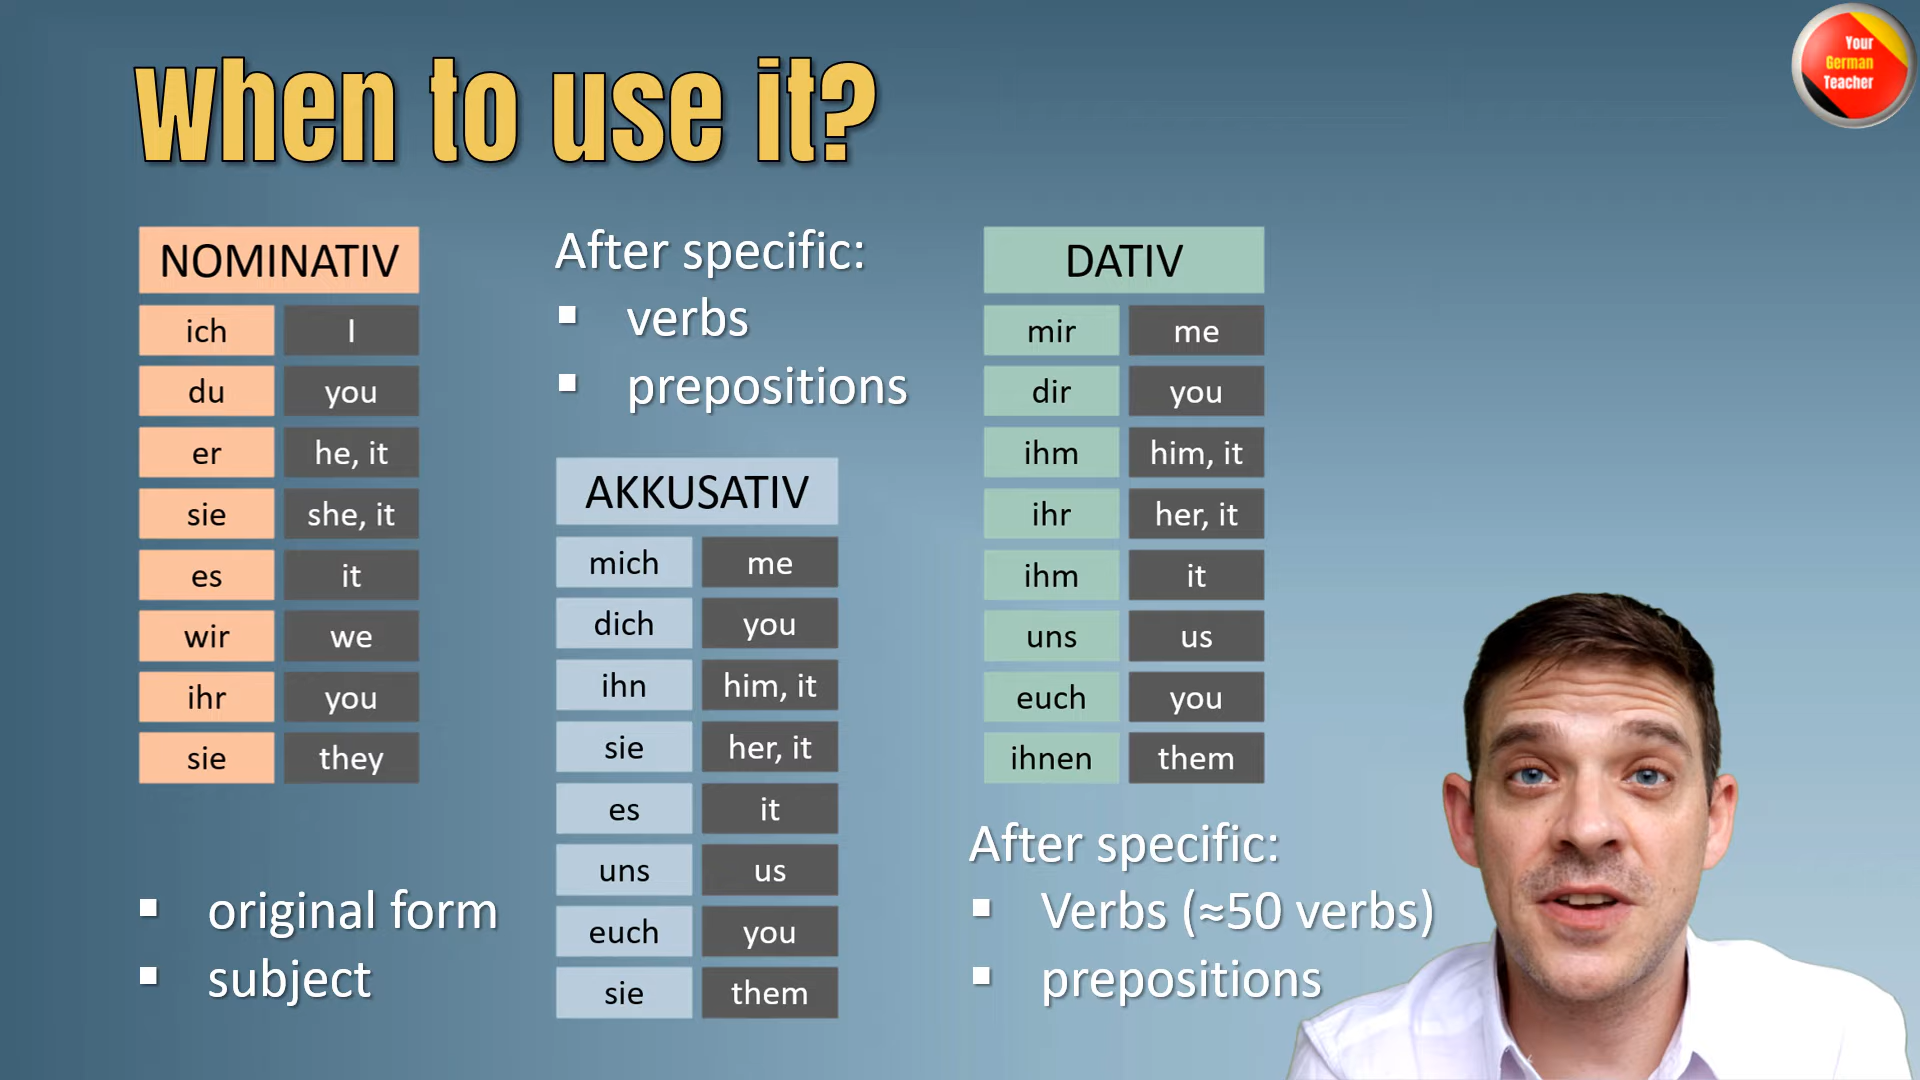 When to use it?
Your
German
Teacher
NOMINATIV
ich I
du you
er he, it
sie she, it
es it
wir we
ihr you
sie they
▪ original form
▪ subject
After specific:
▪ verbs
▪ prepositions
AKKUSATIV
mich me
dich you
ihn him, it
sie her, it
es it
uns us
euch you
sie them
DATIV
mir me
dir you
ihm him, it
ihr her, it
ihm it
uns us
euch you
ihnen them
After specific:
▪ Verbs (≈50 verbs)
▪ prepositions